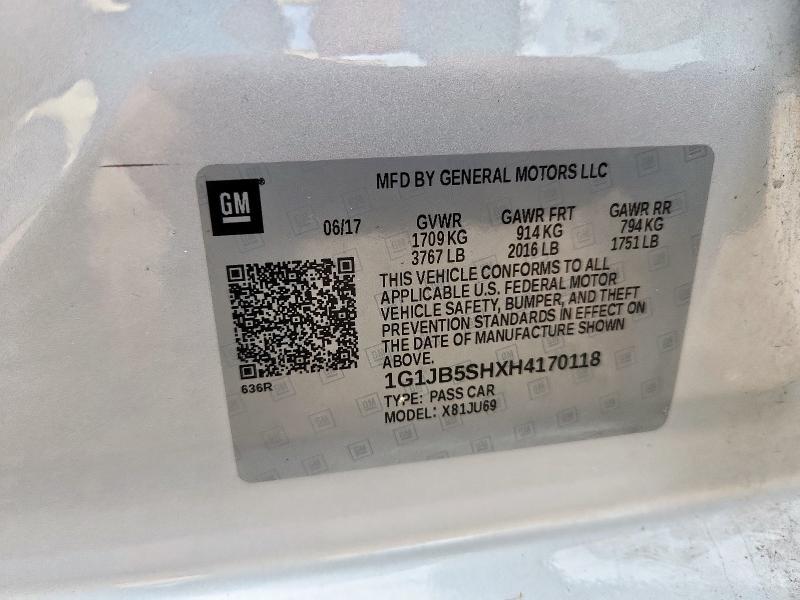 GM
MFD BY GENERAL MOTORS LLC
06/17 GVWR GAWR FRT GAWR RR
1709 KG 914 KG 794 KG
3767 LB 2016 LB 1751 LB
THIS VEHICLE CONFORMS TO ALL
APPLICABLE U.S. FEDERAL MOTOR
VEHICLE SAFETY, BUMPER, AND THEFT
PREVENTION STANDARDS IN EFFECT ON
THE DATE OF MANUFACTURE SHOWN
ABOVE.
636R
1G1JB5SHXH4170118
TYPE: PASS CAR
MODEL: X81JU69